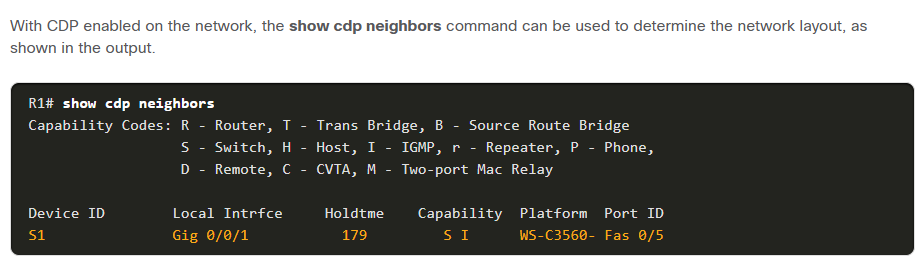 With CDP enabled on the network, the show cdp neighbors command can be used to determine the network layout, as
shown in the output.
R1# show cdp neighbors
Capability Codes: R - Router, T - Trans Bridge, B - Source Route Bridge
S - Switch, H - Host, I - IGMP, r - Repeater, P - Phone,
D - Remote, C - CVTA, M - Two-port Mac Relay
Device ID Local Intrfce Holdtme Capability Platform Port ID
S1 Gig 0/0/1 179 S I WS-C3560- Fas 0/5